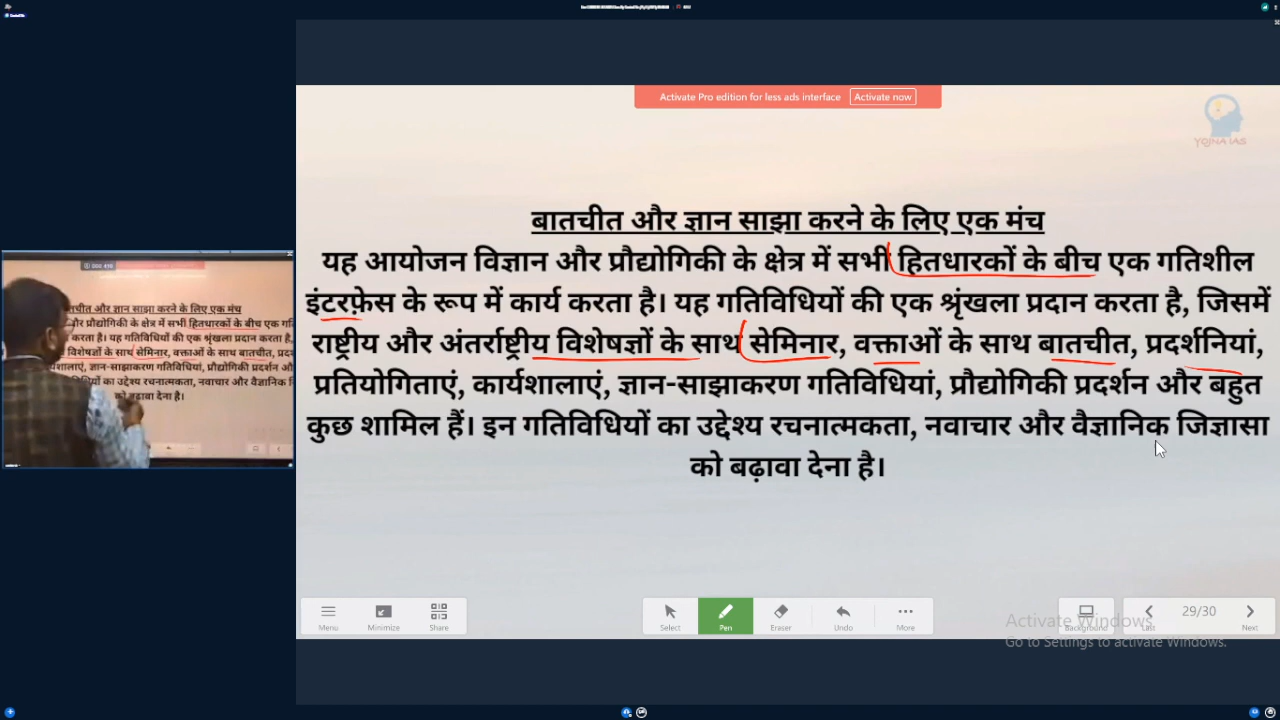 Activate Pro edition for less ads interface Activate now
YOJNA IAS
बातचीत और ज्ञान साझा करने के लिए एक मंच
यह आयोजन विज्ञान और प्रौद्योगिकी के क्षेत्र में सभी हितधारकों के बीच एक गतिशील
इंटरफ़ेस के रूप में कार्य करता है। यह गतिविधियों की एक श्रृंखला प्रदान करता है, जिसमें
राष्ट्रीय और अंतर्राष्ट्रीय विशेषज्ञों के साथ सेमिनार, वक्ताओं के साथ बातचीत, प्रदर्शनियां,
प्रतियोगिताएं, कार्यशालाएं, ज्ञान-साझाकरण गतिविधियां, प्रौद्योगिकी प्रदर्शन और बहुत
कुछ शामिल हैं। इन गतिविधियों का उद्देश्य रचनात्मकता, नवाचार और वैज्ञानिक जिज्ञासा
को बढ़ावा देना है।
Menu Minimize Share Select Pen Eraser Undo More Background Last 29/30 Next
Activate Windows
Go to Settings to activate Windows.